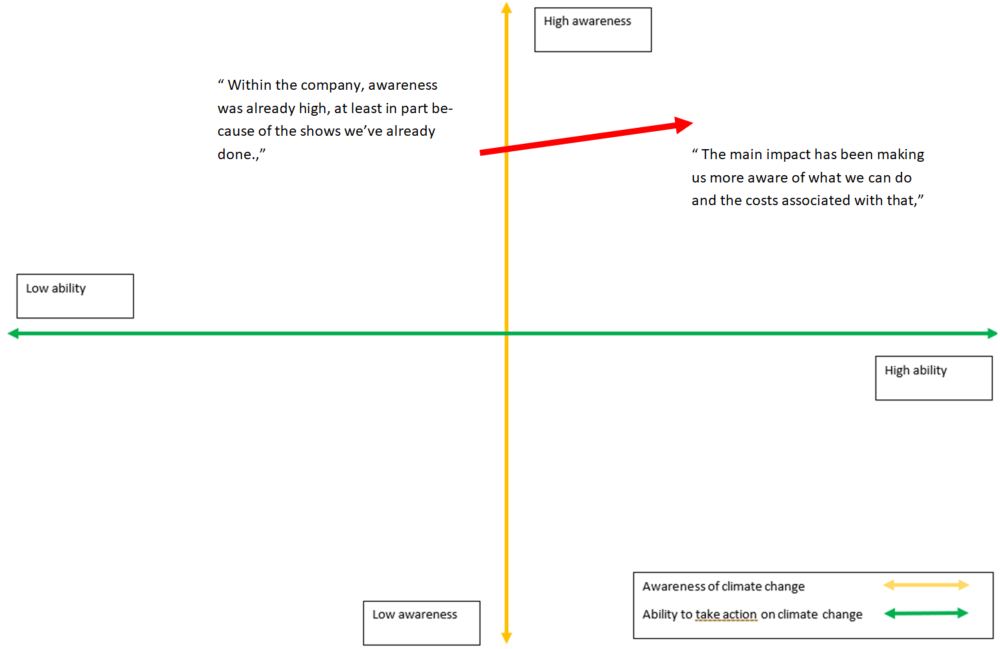 High awareness
“ Within the company, awareness
was already high, at least in part be-
cause of the shows we’ve already
done.,”
“ The main impact has been making
us more aware of what we can do
and the costs associated with that,”
Low ability
High ability
Low awareness
Awareness of climate change
Ability to take action on climate change